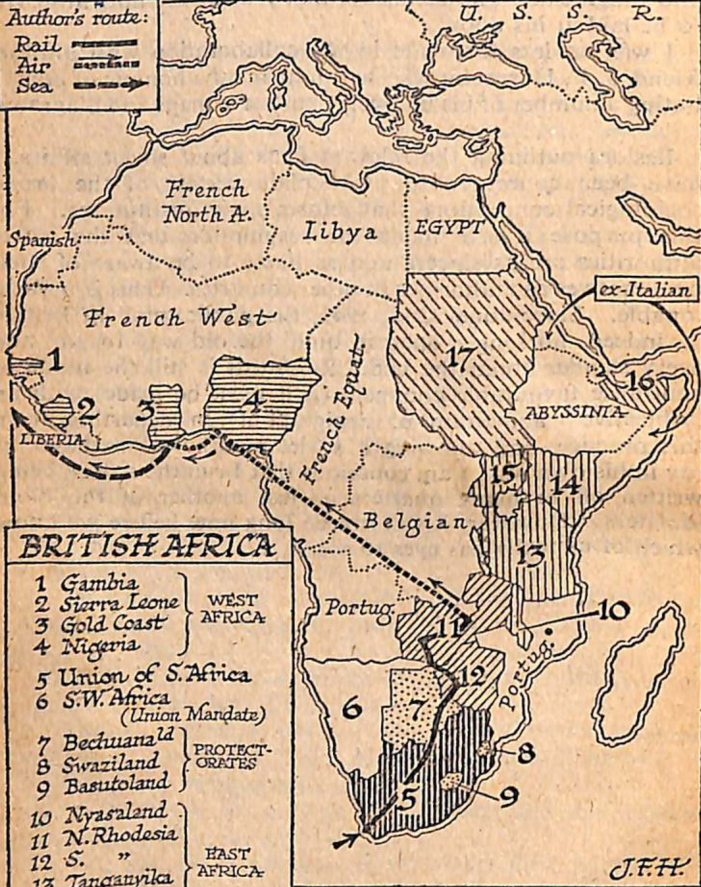 Author's route:
Rail
Air
Sea
U. S. S. R.
French
North A.
Libya
EGYPT
Spanish
ex-Italian
French West
French Equat.
1
2
3
4
17
16
ABYSSINIA
LIBERIA
15
14
Belgian
13
Portug.
11
10
12
Portug.
6
7
8
5
9
BRITISH AFRICA
1 Gambia
2 Sierra Leone
3 Gold Coast
4 Nigeria
WEST
AFRICA
5 Union of S. Africa
6 S.W. Africa
(Union Mandate)
7 Bechuanald
8 Swaziland
9 Basutoland
PROTECT-
ORATES
10 Nyasaland
11 N. Rhodesia
12 S. "
13 Tanganyika
EAST
AFRICA
J.F.H.